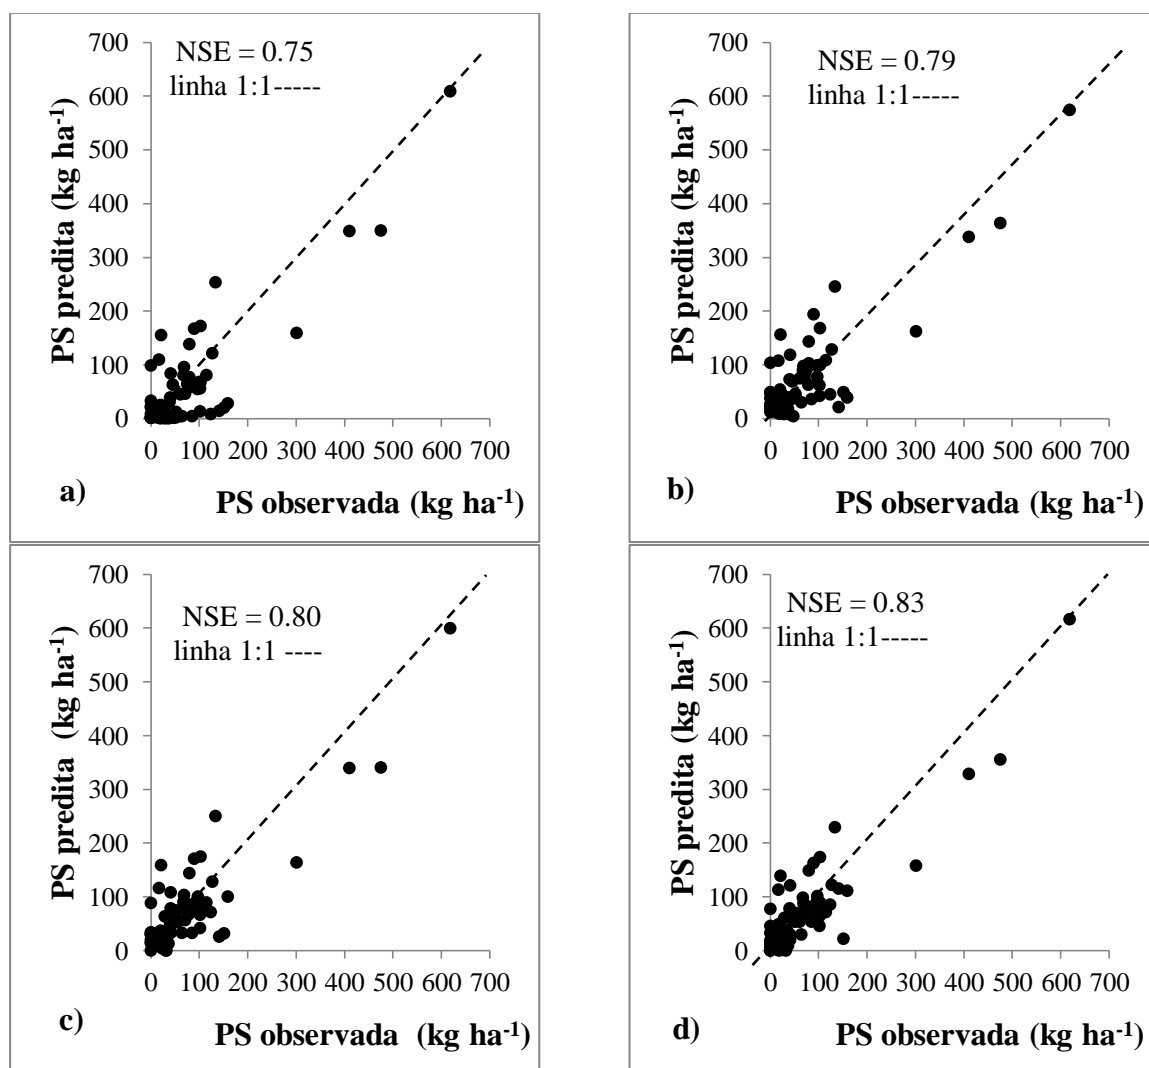 PS predita (kg ha⁻¹)
700
600
500
400
300
200
100
0
NSE = 0.75
linha 1:1-----
0 100 200 300 400 500 600 700
a)
PS observada (kg ha⁻¹)
PS predita (kg ha⁻¹)
700
600
500
400
300
200
100
0
NSE = 0.79
linha 1:1-----
0 100 200 300 400 500 600 700
b)
PS observada (kg ha⁻¹)
PS predita (kg ha⁻¹)
700
600
500
400
300
200
100
0
NSE = 0.80
linha 1:1 ----
0 100 200 300 400 500 600 700
c)
PS observada (kg ha⁻¹)
PS predita (kg ha⁻¹)
700
600
500
400
300
200
100
0
NSE = 0.83
linha 1:1-----
0 100 200 300 400 500 600 700
d)
PS observada (kg ha⁻¹)